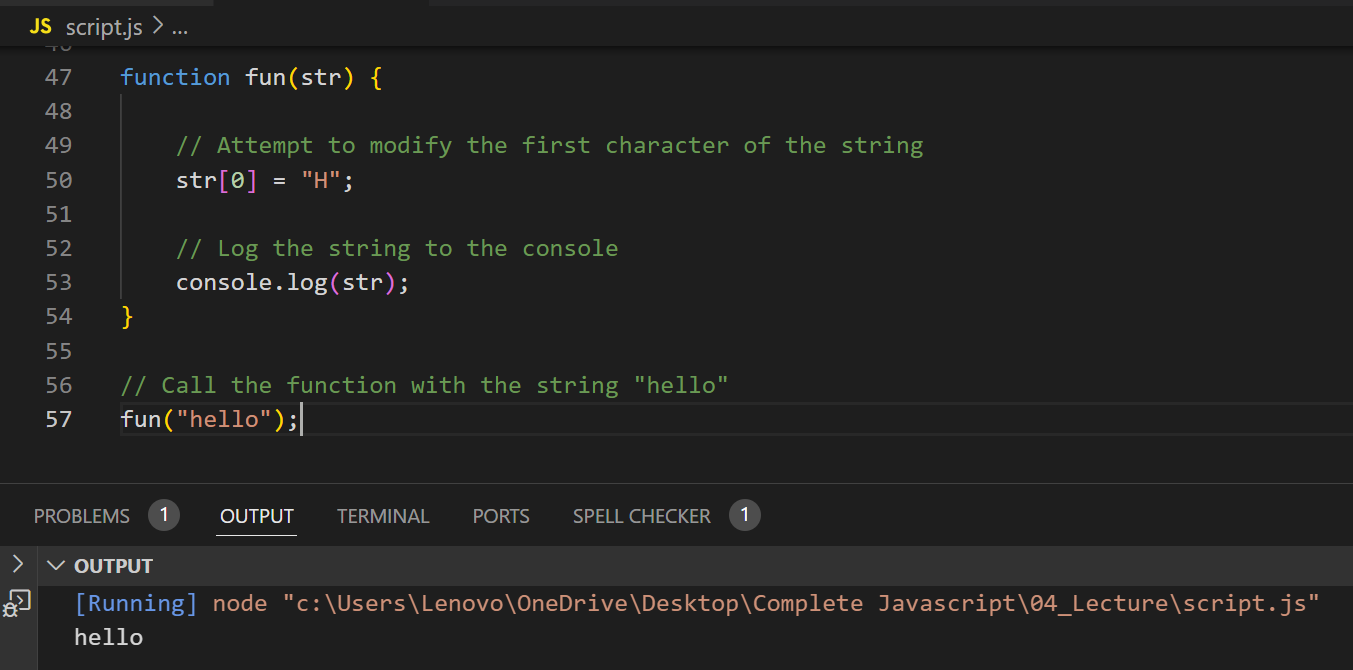 JS script.js > ...
47 function fun(str) {
48
49 // Attempt to modify the first character of the string
50 str[0] = "H";
51
52 // Log the string to the console
53 console.log(str);
54 }
55
56 // Call the function with the string "hello"
57 fun("hello");
PROBLEMS 1 OUTPUT TERMINAL PORTS SPELL CHECKER 1
OUTPUT
[Running] node "c:\Users\Lenovo\OneDrive\Desktop\Complete Javascript\04_Lecture\script.js"
hello